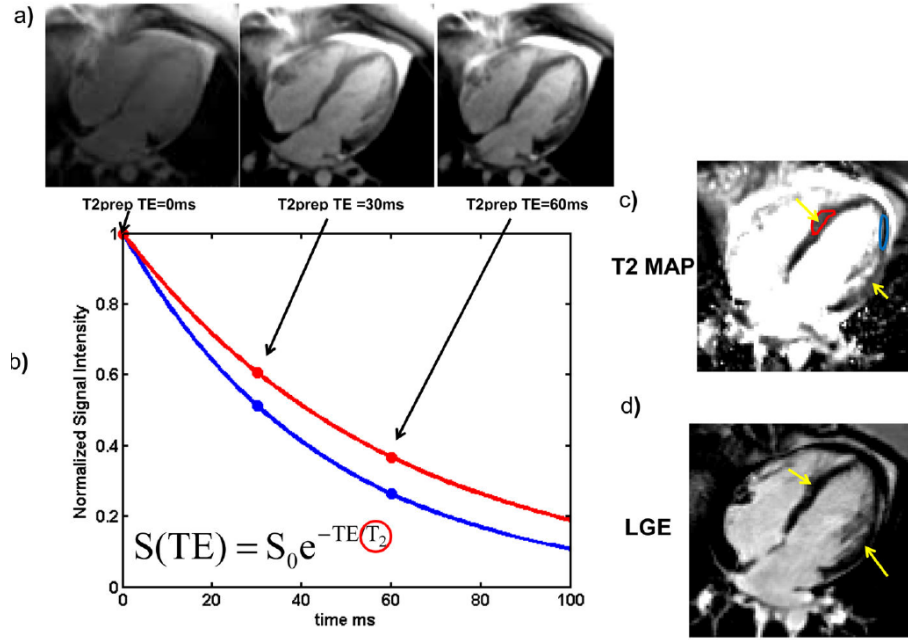 a)
T2prep TE=0ms
T2prep TE =30ms
T2prep TE=60ms
b)
Normalized Signal Intensity
1
0.8
0.6
0.4
0.2
0
S(TE) = S₀e^(-TE/T₂)
0
20
40
60
80
100
time ms
c)
T2 MAP
d)
LGE